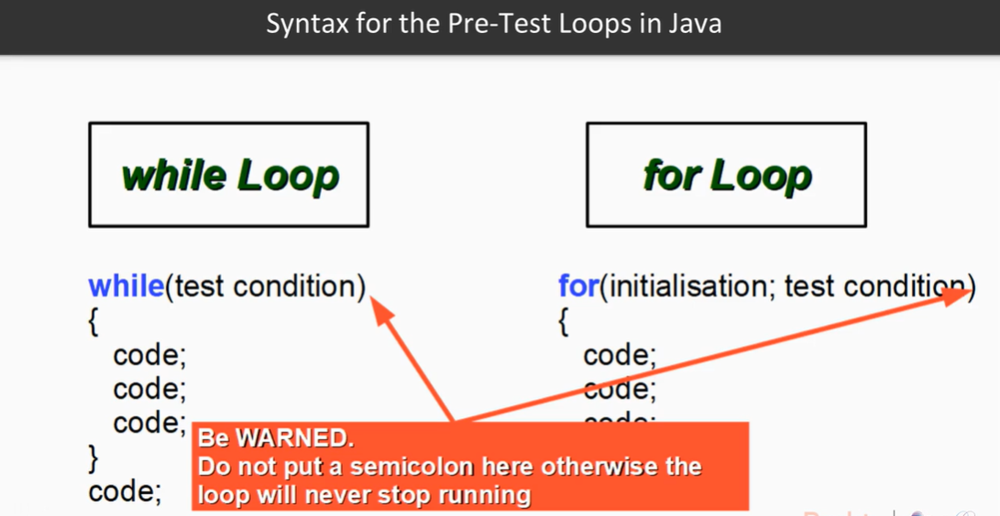 Syntax for the Pre-Test Loops in Java
while Loop
for Loop
while(test condition)
{
code;
code;
code;
}
code;
for(initialisation; test condition)
{
code;
code;
code;
Be WARNED.
Do not put a semicolon here otherwise the
loop will never stop running